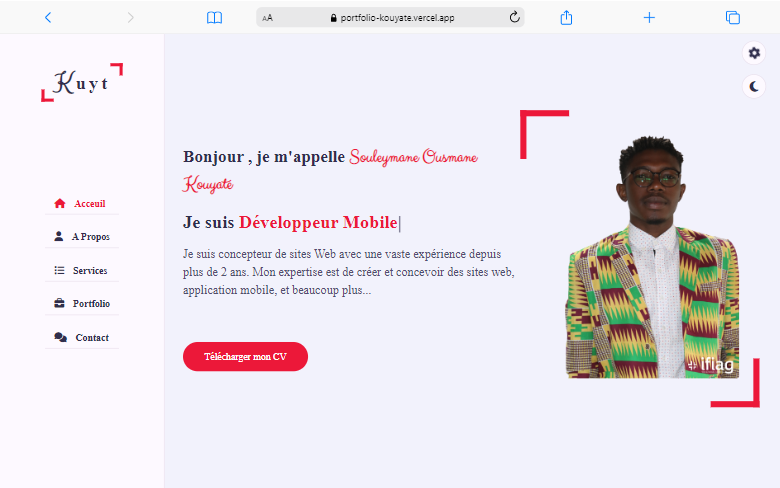 AA portfolio-kouyate.vercel.app
Kuyt
Acceuil
A Propos
Services
Portfolio
Contact
Bonjour , je m'appelle Souleymane Ousmane
Kouyaté
Je suis Développeur Mobile|
Je suis concepteur de sites Web avec une vaste expérience depuis
plus de 2 ans. Mon expertise est de créer et concevoir des sites web,
application mobile, et beaucoup plus...
Télécharger mon CV
iflag